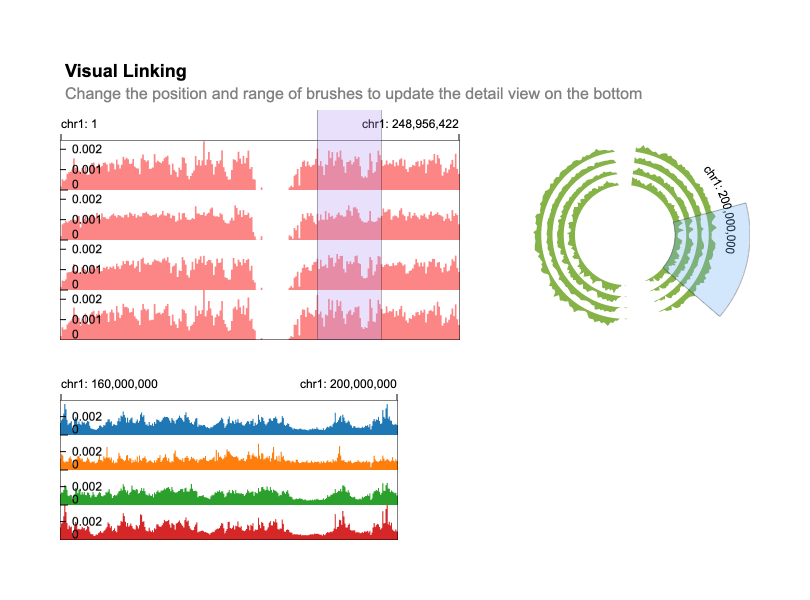 Visual Linking
Change the position and range of brushes to update the detail view on the bottom
chr1: 1
chr1: 248,956,422
0.002
0.001
0
0.002
0.001
0
0.002
0.001
0
0.002
0.001
0
chr1: 200,000,000
chr1: 160,000,000
chr1: 200,000,000
0.002
0
0.002
0
0.002
0
0.002
0